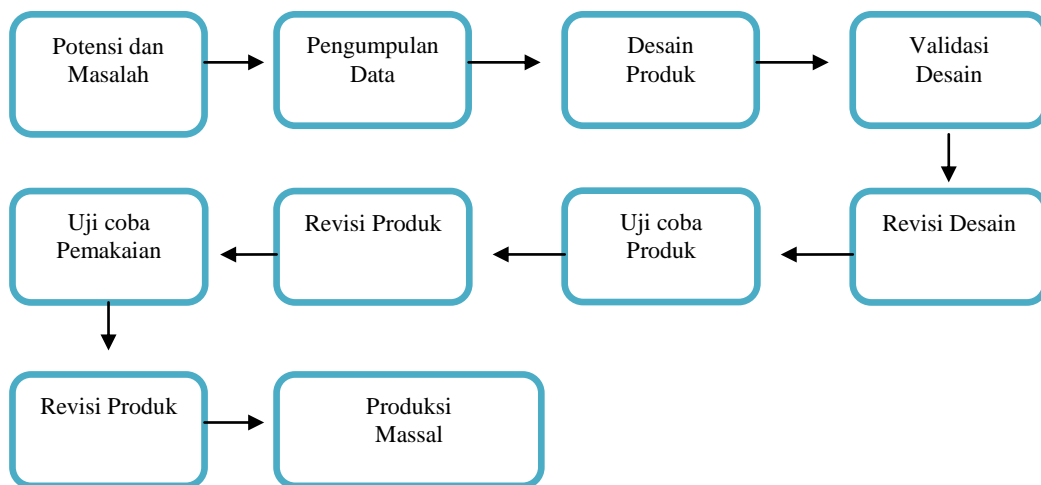 Potensi dan
Masalah
Pengumpulan
Data
Desain
Produk
Validasi
Desain
Revisi Desain
Uji coba
Produk
Revisi Produk
Uji coba
Pemakaian
Revisi Produk
Produksi
Massal